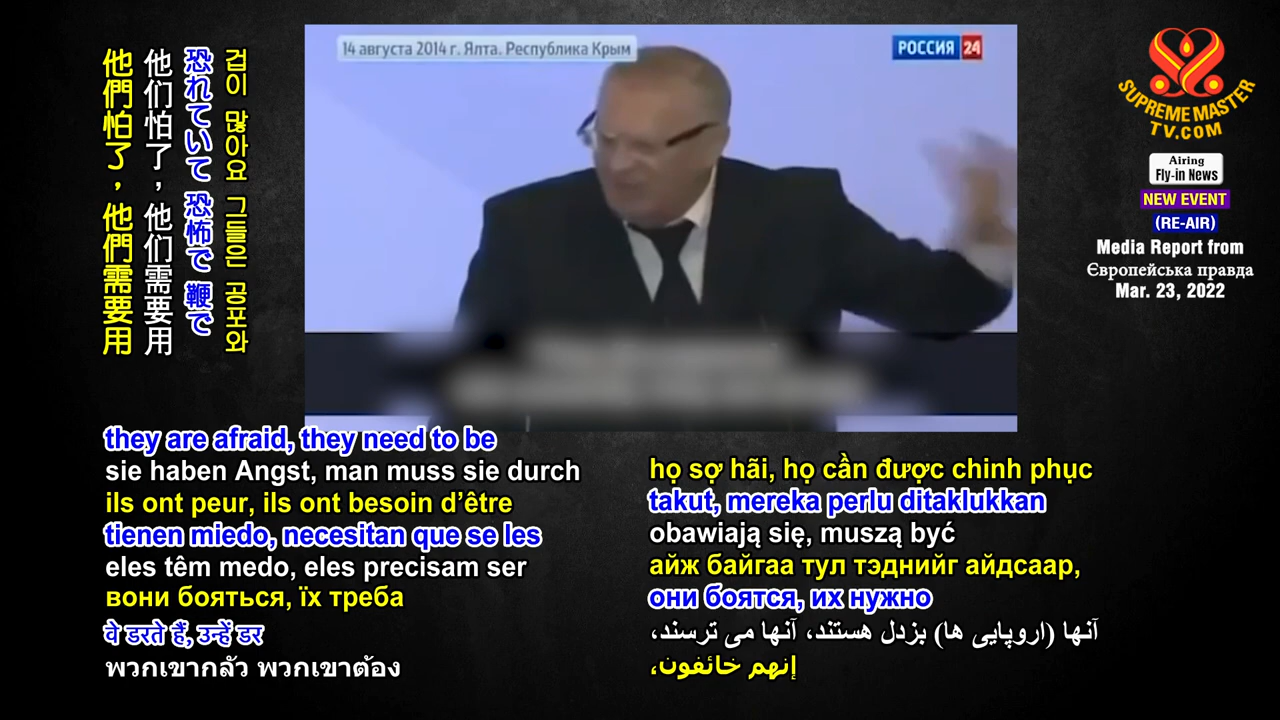 14 августа 2014 г. Ялта. Республика Крым
РОССИЯ 24
SUPREME MASTER
TV.COM
Airing
Fly-in News
NEW EVENT
(RE-AIR)
Media Report from
Європейська правда
Mar. 23, 2022
겁이 많아요 그들은 공포와
恐れていて 恐怖で 鞭で
他们怕了，他们需要用
他們怕了，他們需要用
they are afraid, they need to be
sie haben Angst, man muss sie durch
ils ont peur, ils ont besoin d’être
tienen miedo, necesitan que se les
eles têm medo, eles precisam ser
вони бояться, їх треба
वे डरते हैं, उन्हें डर
พวกเขากลัว พวกเขาต้อง
họ sợ hãi, họ cần được chinh phục
takut, mereka perlu ditaklukkan
obawiają się, muszą być
айж байгаа тул тэднийг айдсаар,
они боятся, их нужно
آنها (اروپایی ها) بزدل هستند، آنها می ترسند،
إنهم خائفون،